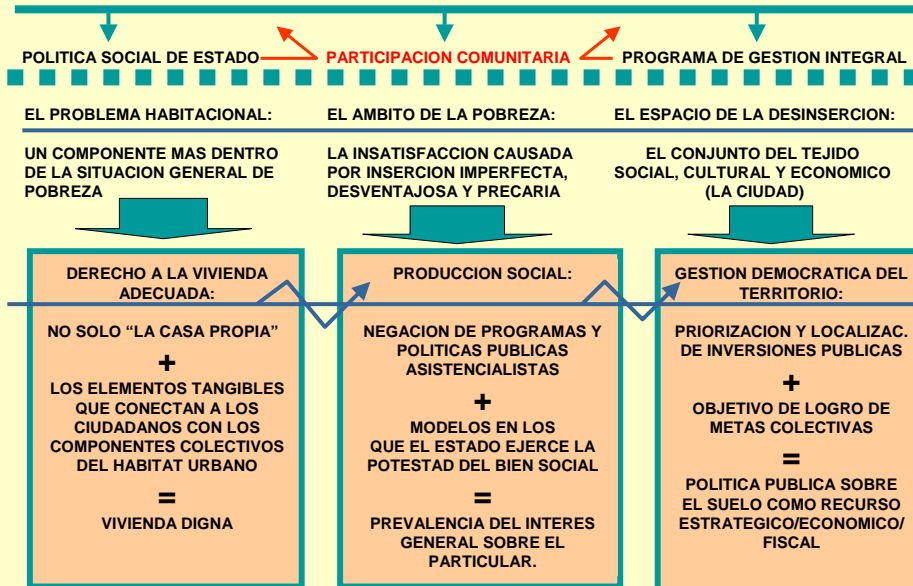 POLITICA SOCIAL DE ESTADO
PARTICIPACION COMUNITARIA
PROGRAMA DE GESTION INTEGRAL
EL PROBLEMA HABITACIONAL:
UN COMPONENTE MAS DENTRO
DE LA SITUACION GENERAL DE
POBREZA
EL AMBITO DE LA POBREZA:
LA INSATISFACCION CAUSADA
POR INSERCION IMPERFECTA,
DESVENTAJOSA Y PRECARIA
EL ESPACIO DE LA DESINSERCION:
EL CONJUNTO DEL TEJIDO
SOCIAL, CULTURAL Y ECONOMICO
(LA CIUDAD)
DERECHO A LA VIVIENDA
ADECUADA:
NO SOLO “LA CASA PROPIA”
+
LOS ELEMENTOS TANGIBLES
QUE CONECTAN A LOS
CIUDADANOS CON LOS
COMPONENTES COLECTIVOS
DEL HABITAT URBANO
=
VIVIENDA DIGNA
PRODUCCION SOCIAL:
NEGACION DE PROGRAMAS Y
POLITICAS PUBLICAS
ASISTENCIALISTAS
+
MODELOS EN LOS
QUE EL ESTADO EJERCE LA
POTESTAD DEL BIEN SOCIAL
=
PREVALENCIA DEL INTERES
GENERAL SOBRE EL
PARTICULAR.
GESTION DEMOCRATICA DEL
TERRITORIO:
PRIORIZACION Y LOCALIZAC.
DE INVERSIONES PUBLICAS
+
OBJETIVO DE LOGRO DE
METAS COLECTIVAS
=
POLITICA PUBLICA SOBRE
EL SUELO COMO RECURSO
ESTRATEGICO/ECONOMICO/
FISCAL